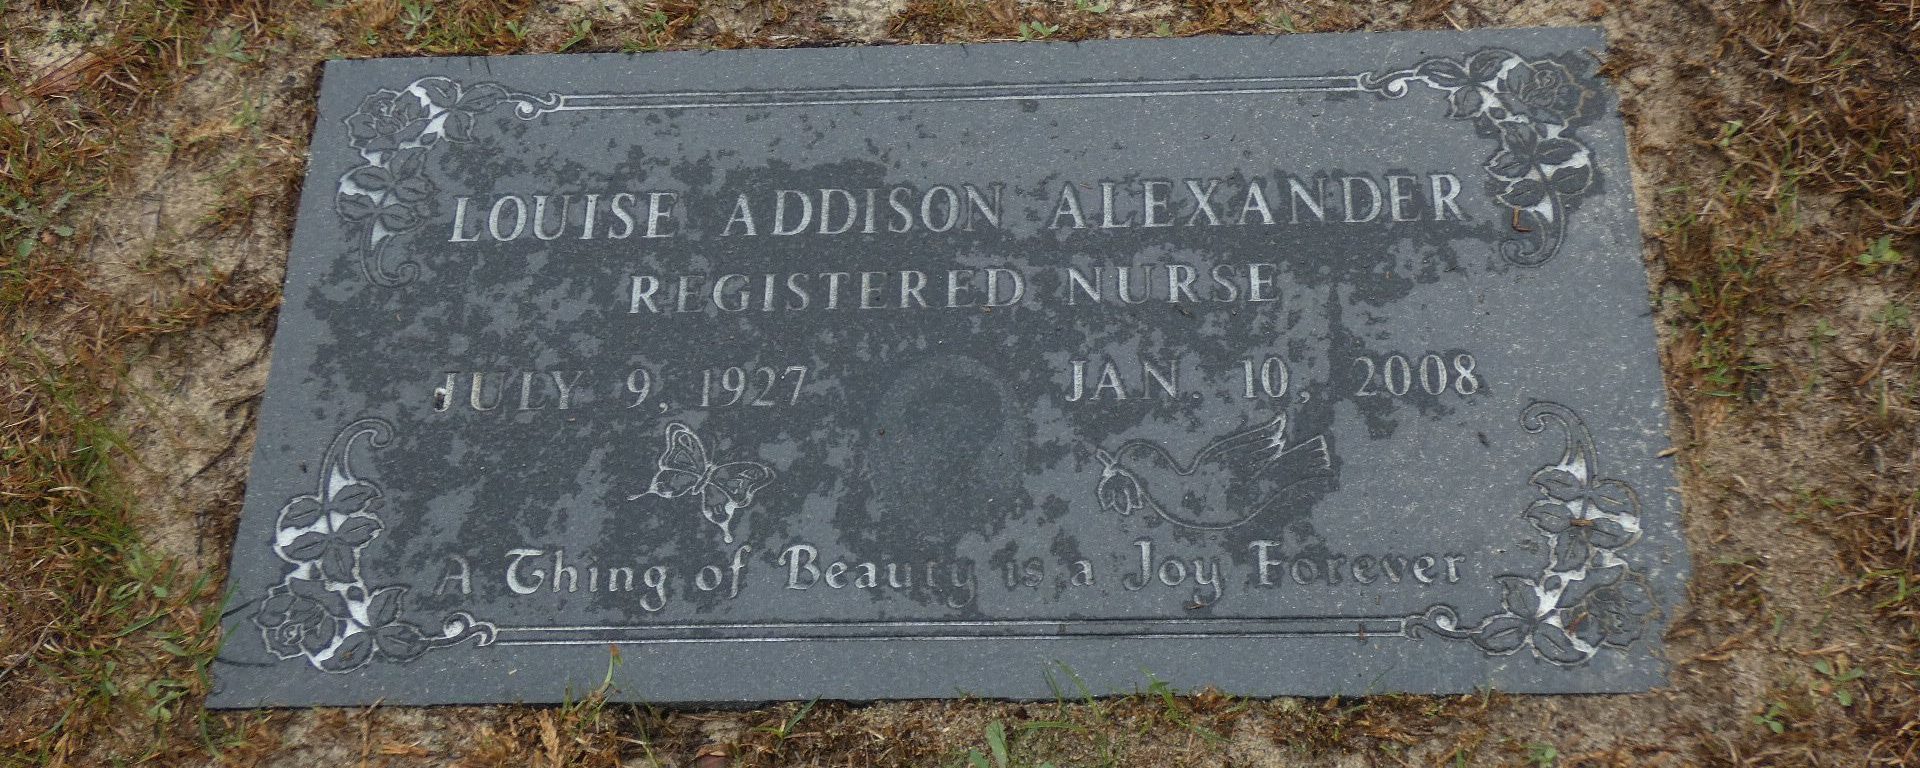 LOUISE ADDISON ALEXANDER
REGISTERED NURSE
JULY 9, 1927 JAN. 10, 2008
A Thing of Beauty is a Joy Forever